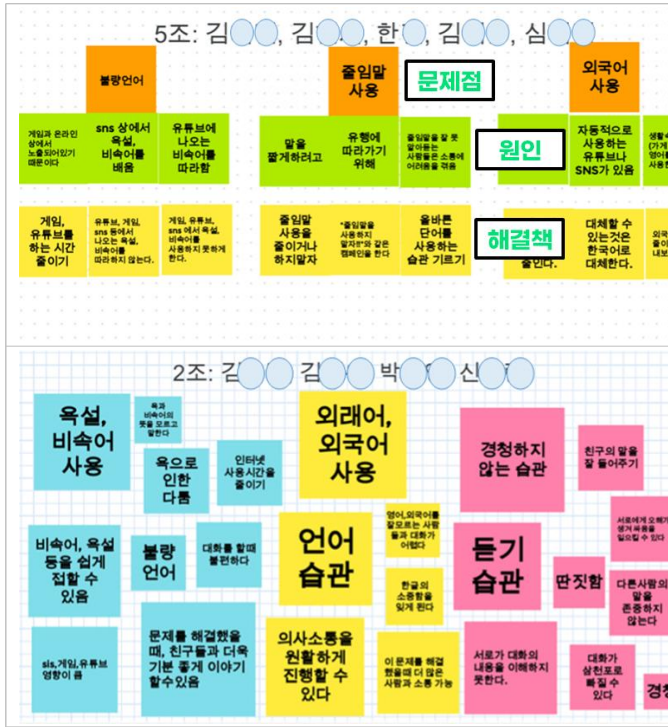 5조: 김 , 김 , 한 , 김 , 심
불량언어
줄임말
사용
문제점
외국어
사용
게임과 온라인
상에서
노출되어있기
때문이다
sns 상에서
욕설,
비속어를
배움
유튜브에
나오는
비속어를
따라함
말을
짧게하려고
유행에
따라가기
위해
줄임말을 잘 못
알아듣는
사람들은 소통에
어려움을 겪음
원인
자동적으로
사용하는
유튜브나
SNS가 있음
생활
(가게
영어를
사용한
게임,
유튜브를
하는 시간
줄이기
유튜브, 게임,
sns 등에서
나오는 욕설,
비속어를
따라하지 않는다.
게임, 유튜브,
sns 에서 욕설,
비속어를
사용하지 못하게
한다.
줄임말
사용을
줄이거나
하지말자
"줄임말을
사용하지
말자!!"와 같은
캠페인을 한다
올바른
단어를
사용하는
습관 기르기
해결책
줄인다.
대체할 수
있는것은
한국어로
대체한다.
외국
줄이
내보
2조: 김 김 박 신
욕설,
비속어
사용
욕과
비속어의
뜻을 모르고
말한다
욕으로
인한
다툼
인터넷
사용시간을
줄이기
외래어,
외국어
사용
경청하지
않는 습관
친구의 말을
잘 들어주기
비속어, 욕설
등을 쉽게
접할 수
있음
불량
언어
대화를 할때
불편하다
언어
습관
영어,외국어를
잘모르는 사람
들과 대화가
어렵다
한글의
소중함을
잊게 된다
듣기
습관
서로에게 오해가
생겨 싸움을
일으킬 수 있다
딴짓함
다른사람의
말을
존중하지
않는다
sis,게임,유튜브
영향이 큼
문제를 해결했을
때, 친구들과 더욱
기분 좋게 이야기
할수있음
의사소통을
원활하게
진행할 수
있다
이 문제를 해결
했을때 더 많은
사람과 소통 가능
서로가 대화의
내용을 이해하지
못한다.
대화가
삼천포로
빠질 수
있다
경청